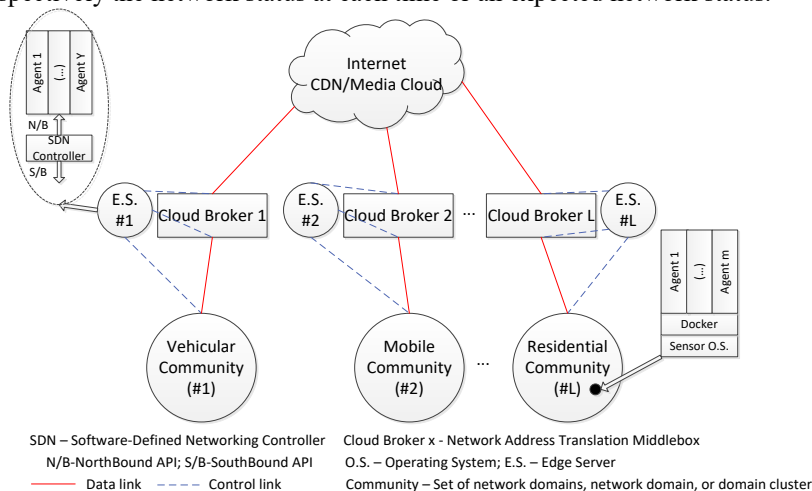 spectively the network status at each time or an expected network status.
Internet
CDN/Media Cloud
Agent 1
(...)
Agent Y
N/B
SDN
Controller
S/B
E.S.
#1
Cloud Broker 1
E.S.
#2
Cloud Broker 2
...
Cloud Broker L
E.S.
#L
Agent 1
(...)
Agent m
Docker
Sensor O.S.
Vehicular
Community
(#1)
Mobile
Community
(#2)
...
Residential
Community
(#L)
SDN – Software-Defined Networking Controller Cloud Broker x - Network Address Translation Middlebox
N/B-NorthBound API; S/B-SouthBound API O.S. – Operating System; E.S. – Edge Server
Data link Control link Community – Set of network domains, network domain, or domain cluster